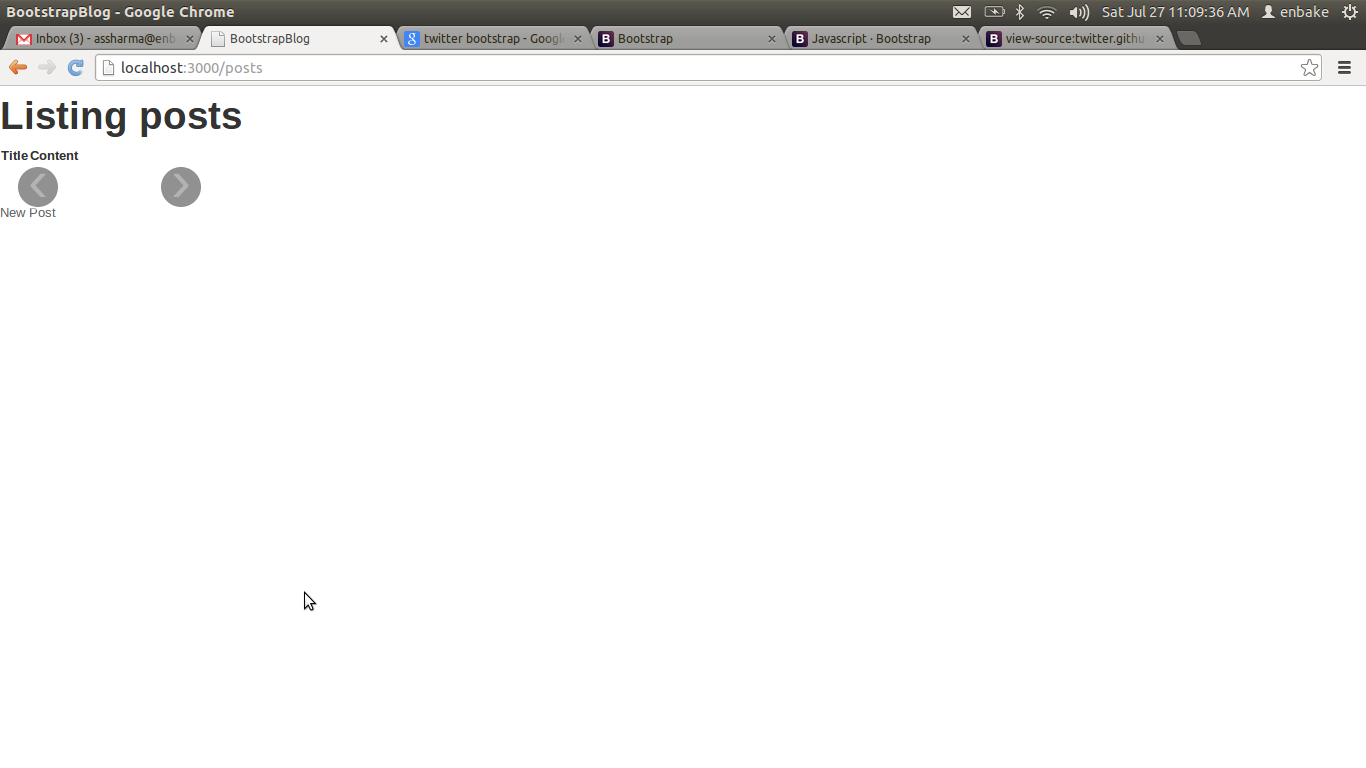 BootstrapBlog - Google Chrome
Sat Jul 27 11:09:36 AM
enbake
Inbox (3) - assharma@enb
BootstrapBlog
twitter bootstrap - Googl
Bootstrap
Javascript · Bootstrap
view-source:twitter.githu
localhost:3000/posts
Listing posts
Title Content
New Post